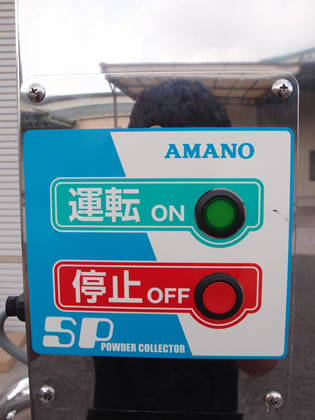 AMANO
運転 ON
停止 OFF
SP POWDER COLLECTOR